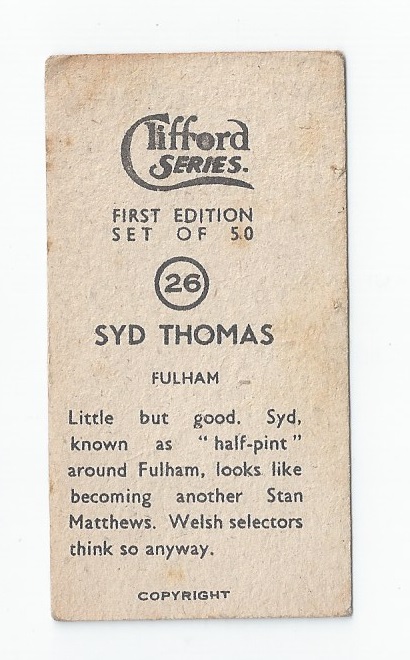 Clifford
SERIES.
FIRST EDITION
SET OF 50
26
SYD THOMAS
FULHAM
Little but good. Syd,
known as "half-pint"
around Fulham, looks like
becoming another Stan
Matthews. Welsh selectors
think so anyway.
COPYRIGHT